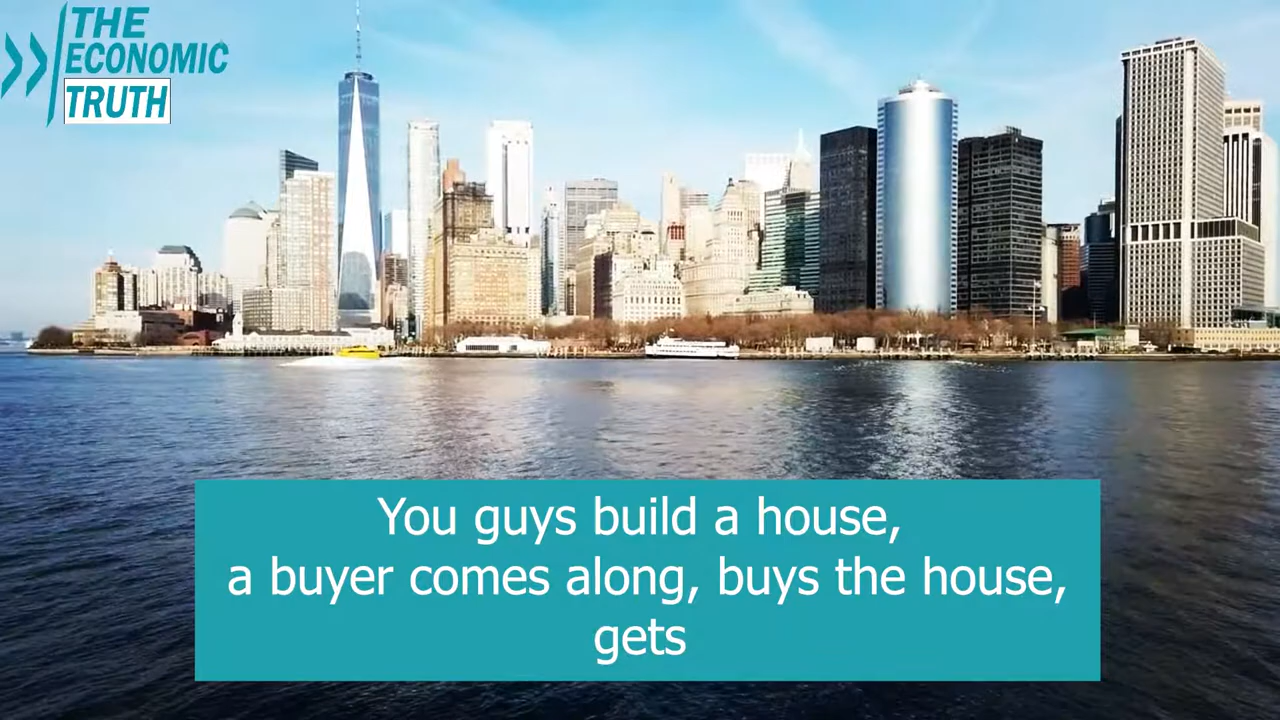 THE
ECONOMIC
TRUTH
You guys build a house,
a buyer comes along, buys the house,
gets